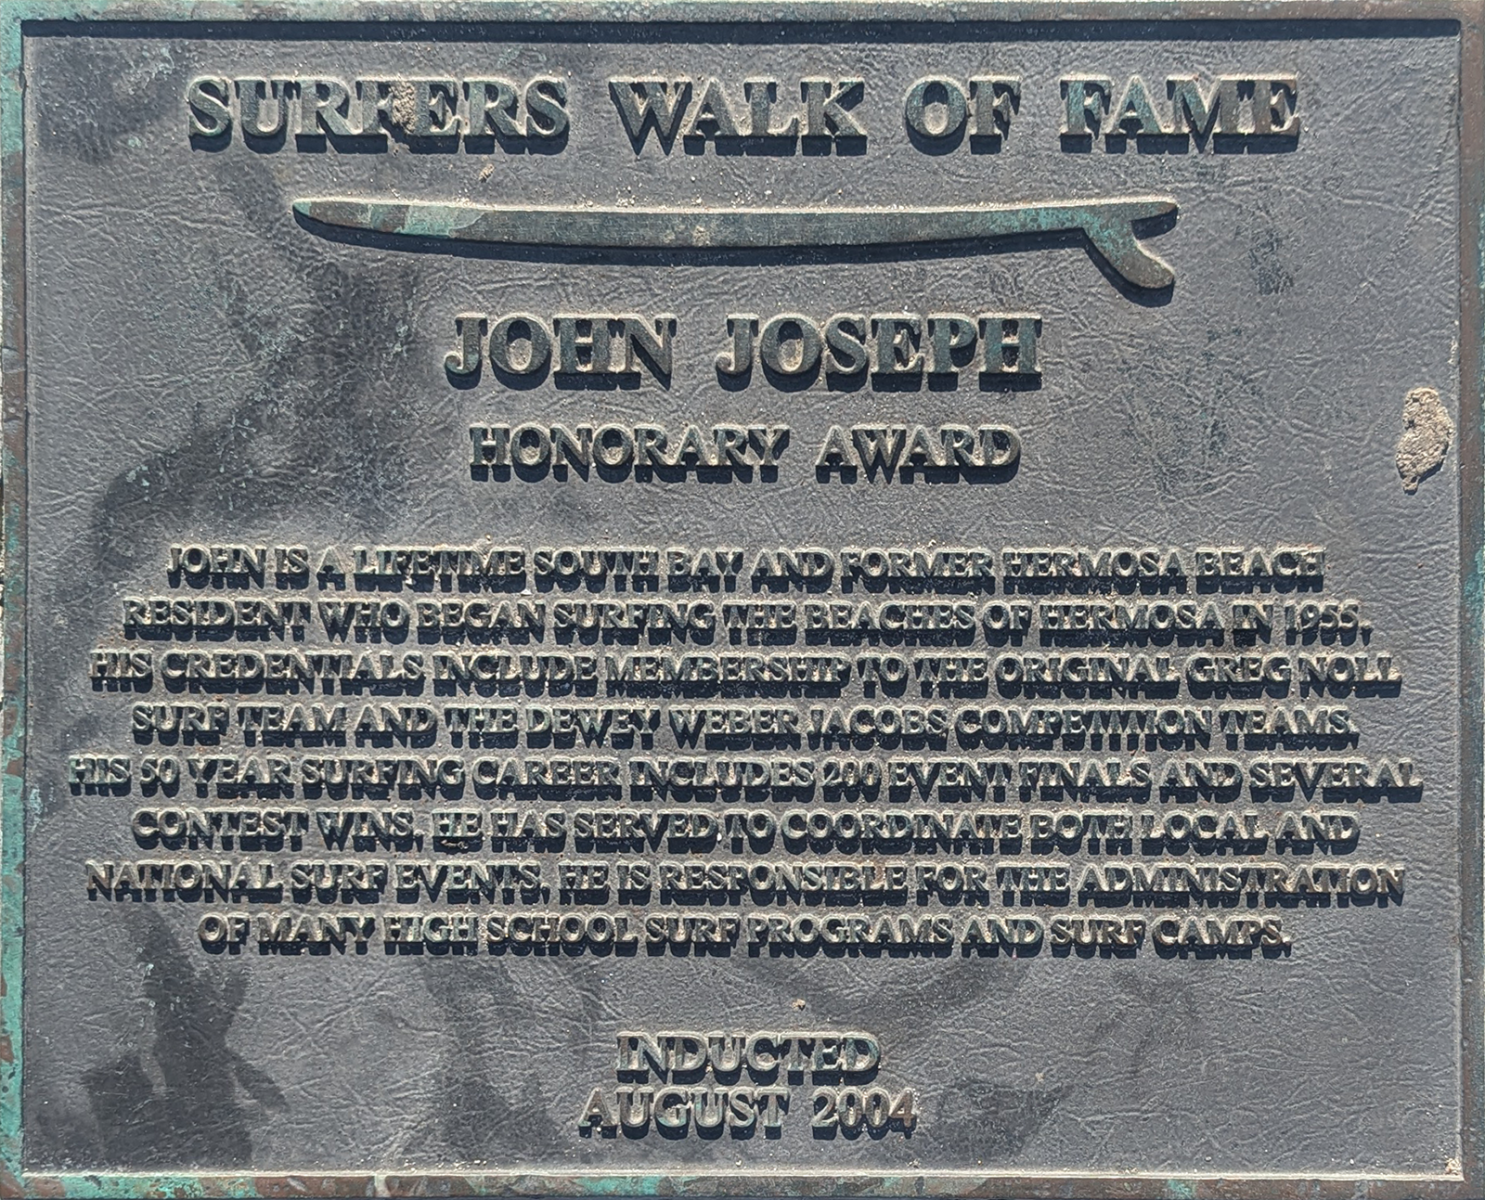 SURFERS WALK OF FAME
JOHN JOSEPH
HONORARY AWARD
JOHN IS A LIFETIME SOUTH BAY AND FORMER HERMOSA BEACH
RESIDENT WHO BEGAN SURFING THE BEACHES OF HERMOSA IN 1955.
HIS CREDENTIALS INCLUDE MEMBERSHIP TO THE ORIGINAL GREG NOLL
SURF TEAM AND THE DEWEY WEBER JACOBS COMPETITION TEAMS.
HIS 50 YEAR SURFING CAREER INCLUDES 200 EVENT FINALS AND SEVERAL
CONTEST WINS. HE HAS SERVED TO COORDINATE BOTH LOCAL AND
NATIONAL SURF EVENTS. HE IS RESPONSIBLE FOR THE ADMINISTRATION
OF MANY HIGH SCHOOL SURF PROGRAMS AND SURF CAMPS.
INDUCTED
AUGUST 2004